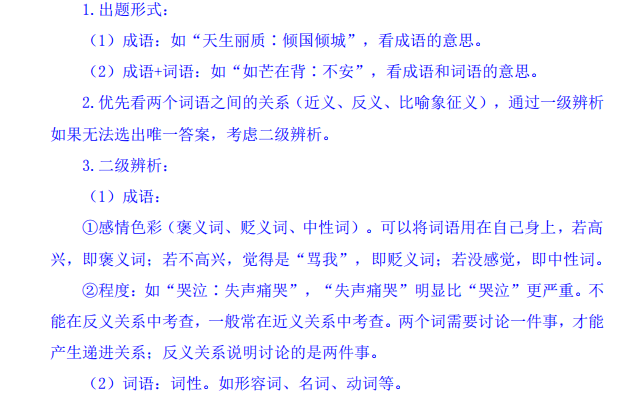 1.出题形式：
（1）成语：如“天生丽质∶倾国倾城”，看成语的意思。
（2）成语+词语：如“如芒在背∶不安”，看成语和词语的意思。
2.优先看两个词语之间的关系（近义、反义、比喻象征义），通过一级辨析
如果无法选出唯一答案，考虑二级辨析。
3.二级辨析：
（1）成语：
①感情色彩（褒义词、贬义词、中性词）。可以将词语用在自己身上，若高
兴，即褒义词；若不高兴，觉得是“骂我”，即贬义词；若没感觉，即中性词。
②程度：如“哭泣∶失声痛哭”，“失声痛哭”明显比“哭泣”更严重。不
能在反义关系中考查，一般常在近义关系中考查。两个词需要讨论一件事，才能
产生递进关系；反义关系说明讨论的是两件事。
（2）词语：词性。如形容词、名词、动词等。